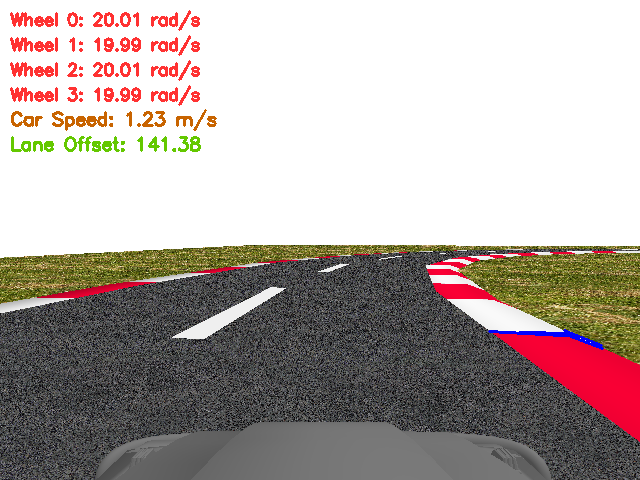 Wheel 0: 20.01 rad/s
Wheel 1: 19.99 rad/s
Wheel 2: 20.01 rad/s
Wheel 3: 19.99 rad/s
Car Speed: 1.23 m/s
Lane Offset: 141.38